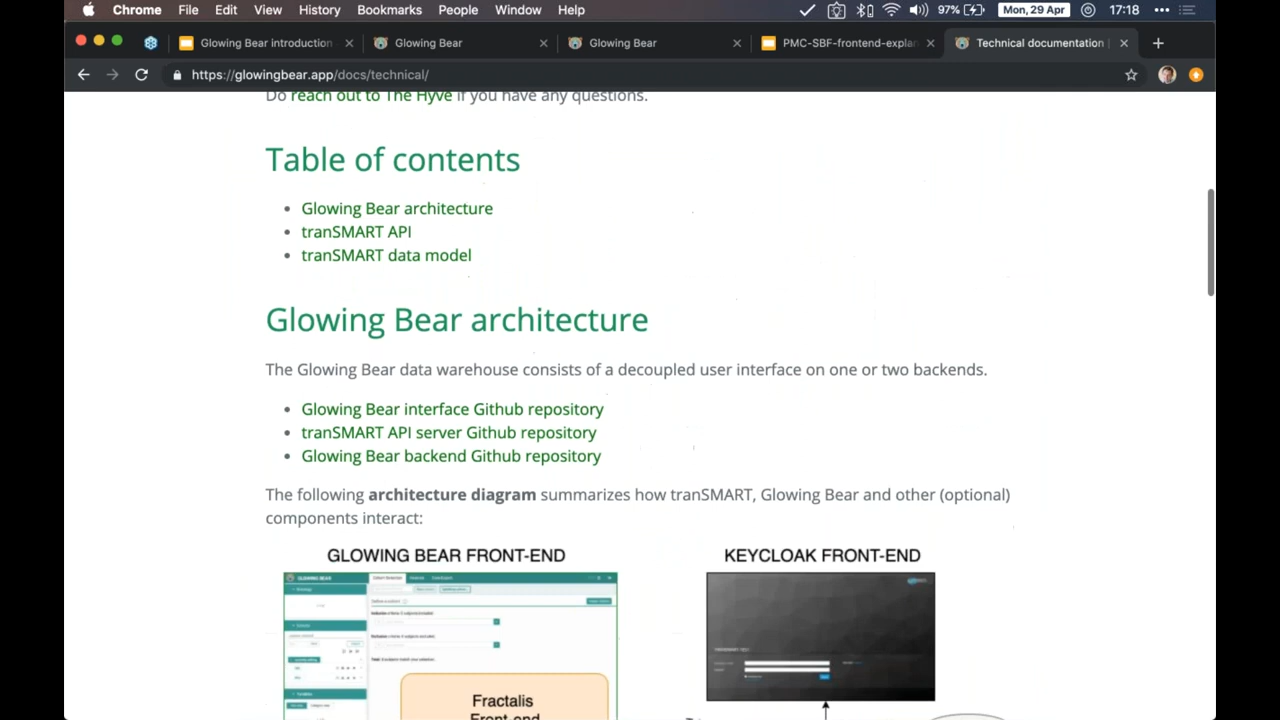 Chrome File Edit View History Bookmarks People Window Help 97% Mon, 29 Apr 17:18
Glowing Bear introduction Glowing Bear Glowing Bear PMC-SBF-frontend-explan Technical documentation |
https://glowingbear.app/docs/technical/
Do reach out to The Hyve if you have any questions.
Table of contents
Glowing Bear architecture
tranSMART API
tranSMART data model
Glowing Bear architecture
The Glowing Bear data warehouse consists of a decoupled user interface on one or two backends.
Glowing Bear interface Github repository
tranSMART API server Github repository
Glowing Bear backend Github repository
The following architecture diagram summarizes how tranSMART, Glowing Bear and other (optional)
components interact:
GLOWING BEAR FRONT-END KEYCLOAK FRONT-END
GLOWING BEAR
Fractalis
Front-end